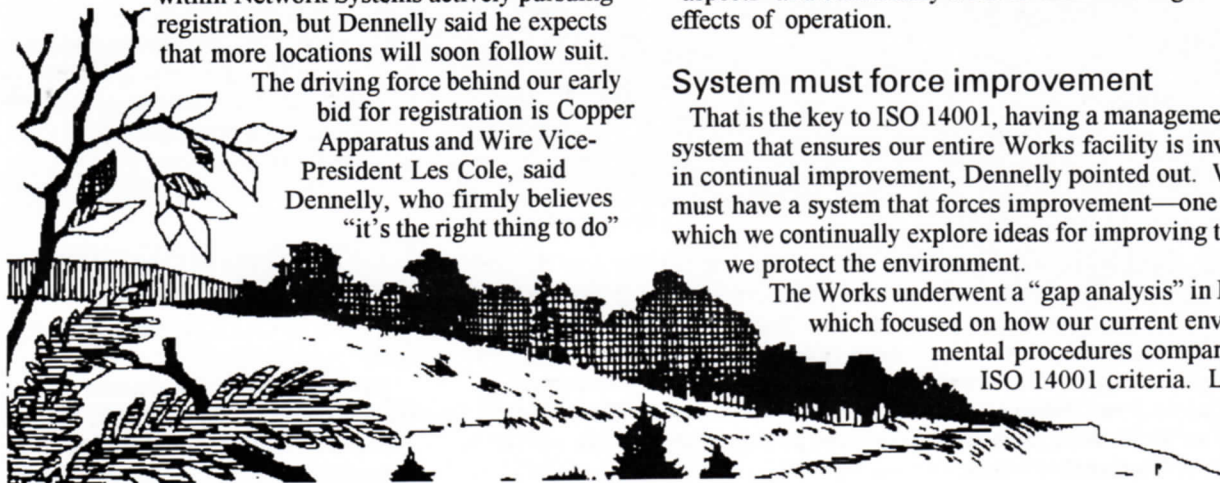 registration, but Dennelly said he expects
that more locations will soon follow suit.
The driving force behind our early
bid for registration is Copper
Apparatus and Wire Vice-
President Les Cole, said
Dennelly, who firmly believes
"it's the right thing to do"
effects of operation.
System must force improvement
That is the key to ISO 14001, having a manageme
system that ensures our entire Works facility is inv
in continual improvement, Dennelly pointed out.
must have a system that forces improvement—one
which we continually explore ideas for improving t
we protect the environment.
The Works underwent a "gap analysis" in
which focused on how our current env
mental procedures compar
ISO 14001 criteria. L